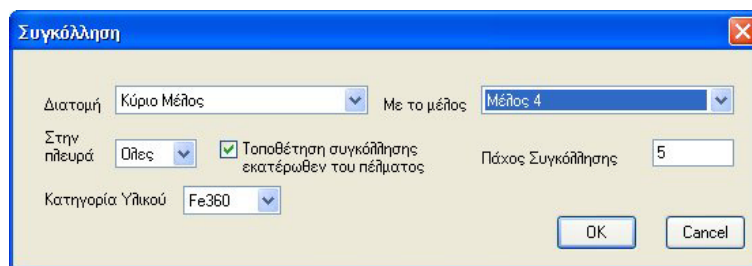 Συγκόλληση
Διατομή Κύριο Μέλος Με το μέλος Μέλος 4
Στην
πλευρά Ολες Τοποθέτηση συγκόλλησης
εκατέρωθεν του πέλματος Πάχος Συγκόλλησης 5
Κατηγορία Υλικού Fe360
OK Cancel